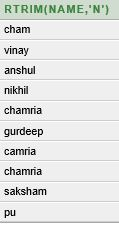 RTRIM(NAME,'N')
cham
vinay
anshul
nikhil
chamria
gurdeep
camria
chamria
saksham
pu